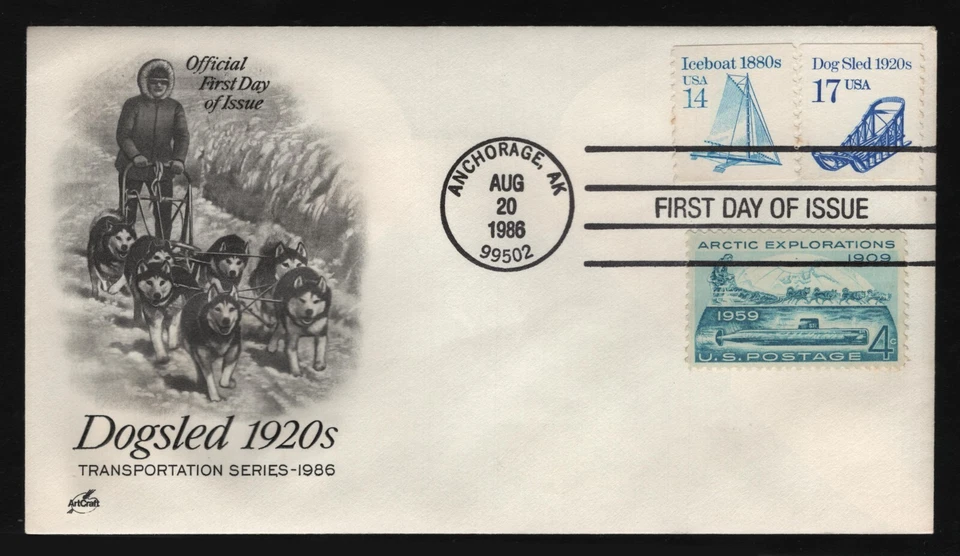 Official
First Day
of Issue
Dogsled 1920s
TRANSPORTATION SERIES-1986
ArtCraft
ANCHORAGE, AK
AUG
20
1986
99502
Iceboat 1880s
USA
14
Dog Sled 1920s
17 USA
FIRST DAY OF ISSUE
ARCTIC EXPLORATIONS
1909
1959
4c
U.S. POSTAGE